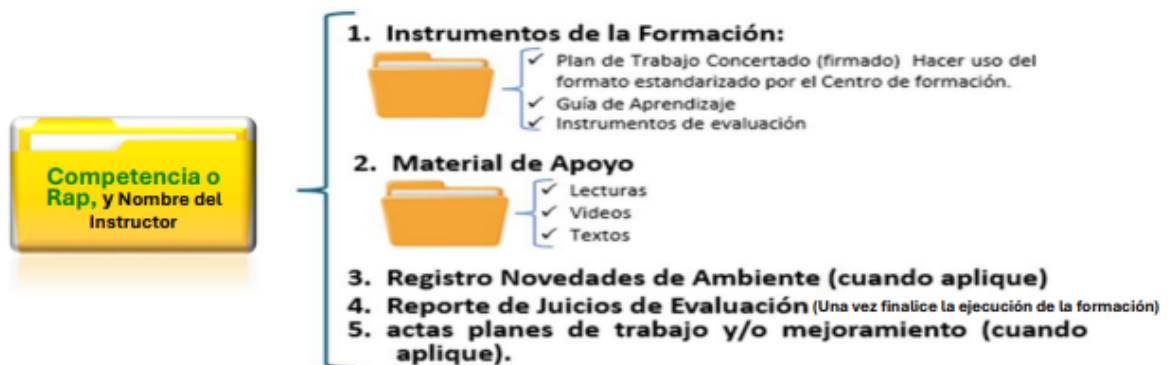 Competencia o
Rap, y Nombre del
Instructor
1. Instrumentos de la Formación:
✓ Plan de Trabajo Concertado (firmado) Hacer uso del
formato estandarizado por el Centro de formación.
✓ Guía de Aprendizaje
✓ Instrumentos de evaluación
2. Material de Apoyo
✓ Lecturas
✓ Videos
✓ Textos
3. Registro Novedades de Ambiente (cuando aplique)
4. Reporte de Juicios de Evaluación (Una vez finalice la ejecución de la formación)
5. actas planes de trabajo y/o mejoramiento (cuando
aplique).